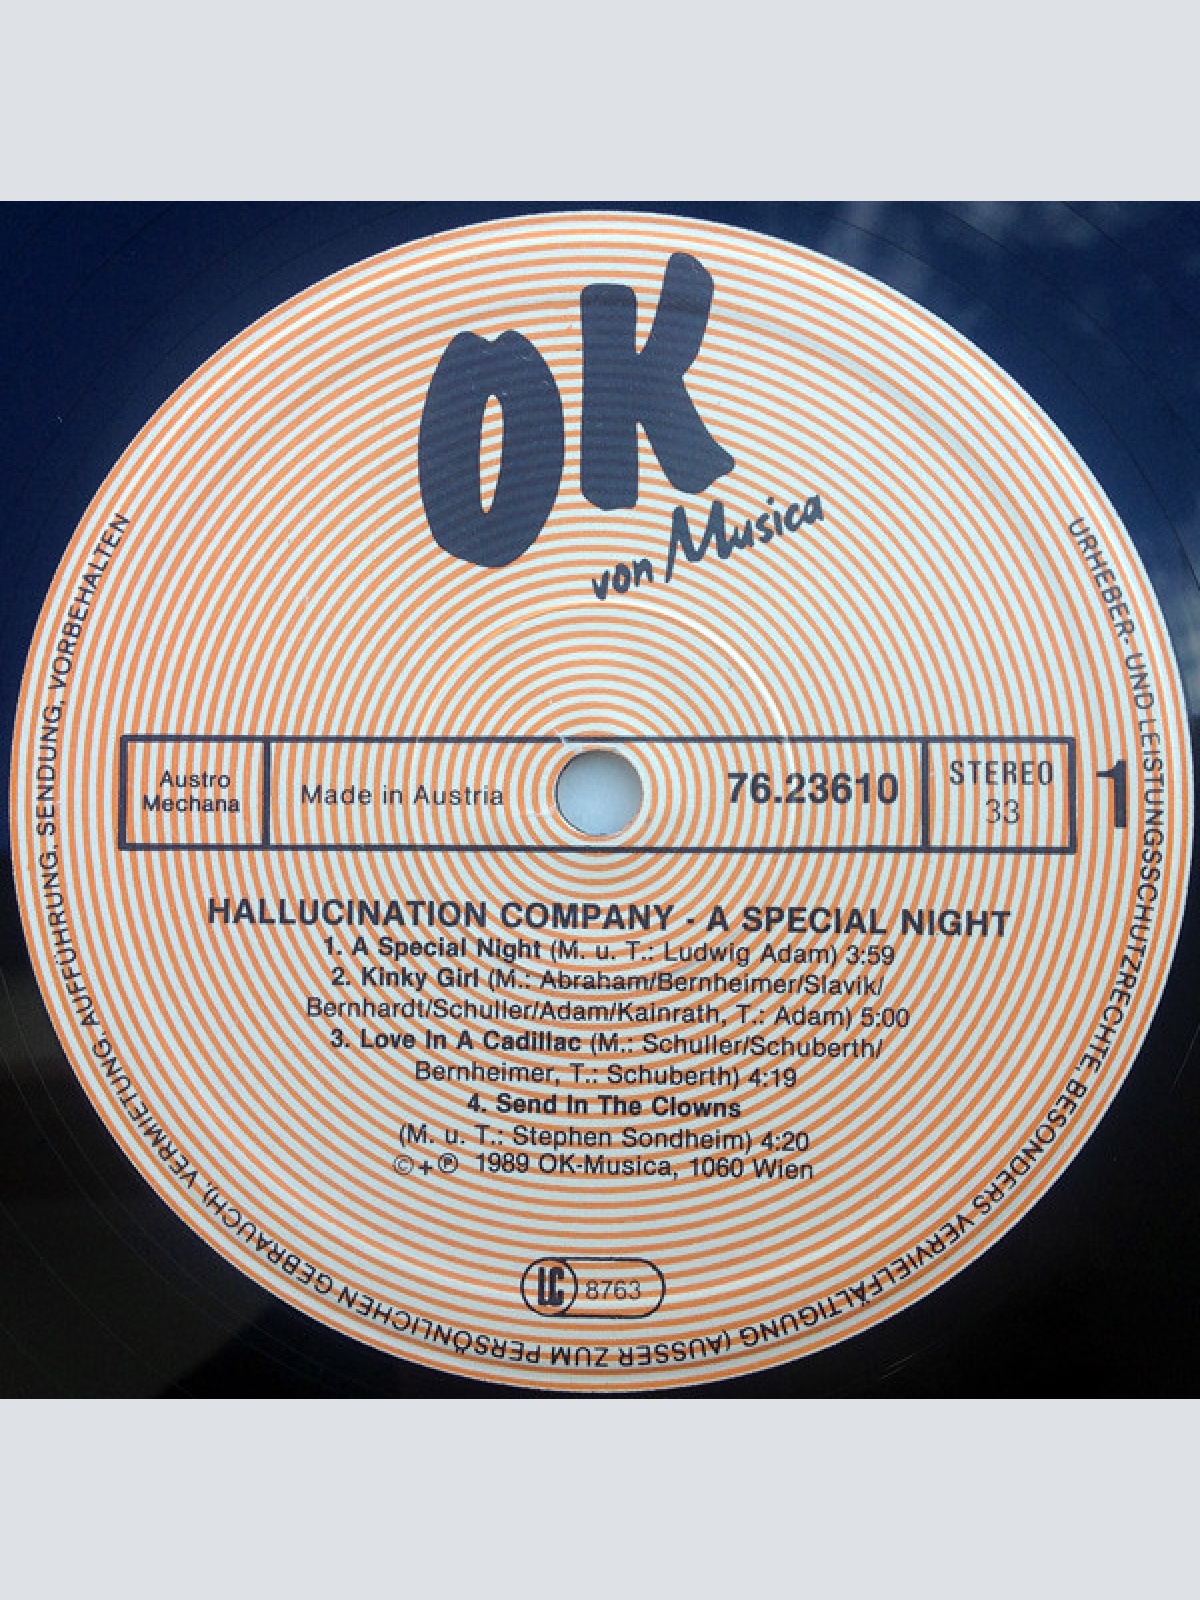 OK
von Musica
Austro
Mechana
Made in Austria
76.23610
STEREO
33
1
HALLUCINATION COMPANY - A SPECIAL NIGHT
1. A Special Night (M. u. T.: Ludwig Adam) 3:59
2. Kinky Girl (M.: Abraham/Bernheimer/Slavik/
Bernhardt/Schuller/Adam/Kainrath, T.: Adam) 5:00
3. Love In A Cadillac (M.: Schuller/Schuberth/
Bernheimer, T.: Schuberth) 4:19
4. Send In The Clowns
(M. u. T.: Stephen Sondheim) 4:20
©+℗ 1989 OK-Musica, 1060 Wien
LC 8763
URHEBER- UND LEISTUNGSSCHUTZRECHTE, BESONDERS VERVIELFÄLTIGUNG (AUSSER ZUM PERSÖNLICHEN GEBRAUCH), VERMIETUNG, AUFFÜHRUNG, SENDUNG, VORBEHALTEN